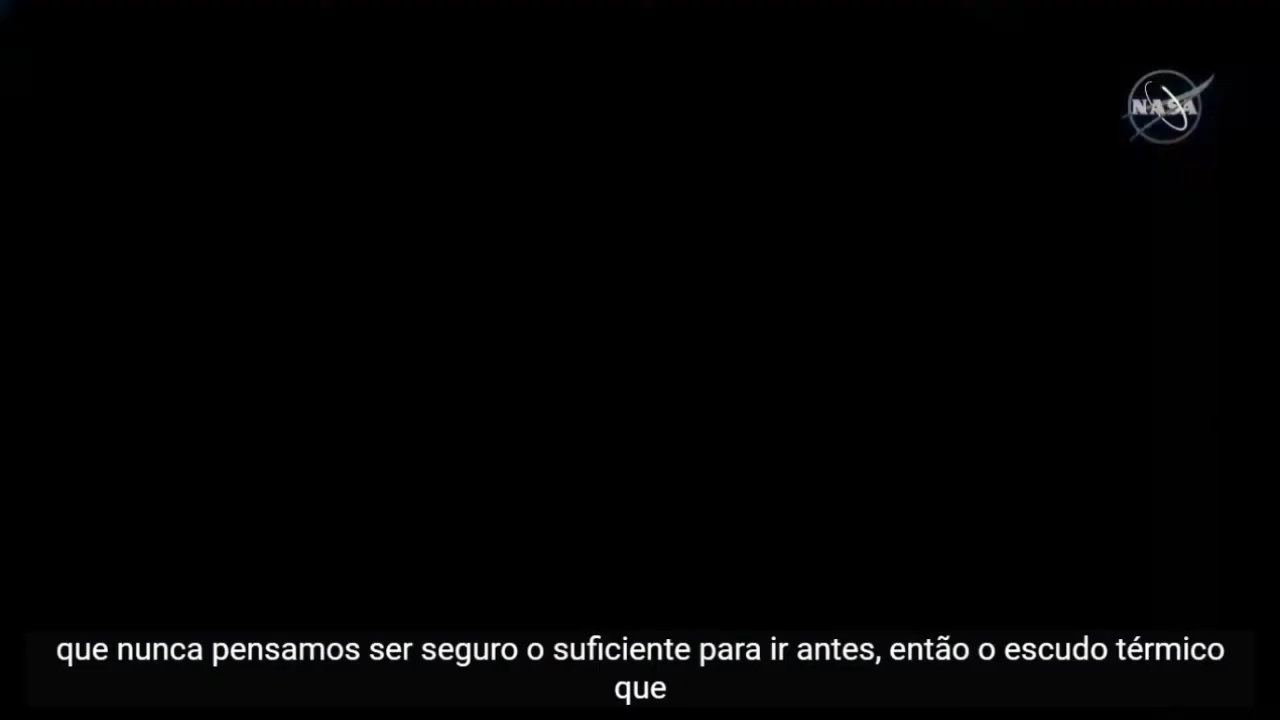 NASA
que nunca pensamos ser seguro o suficiente para ir antes, então o escudo térmico
que